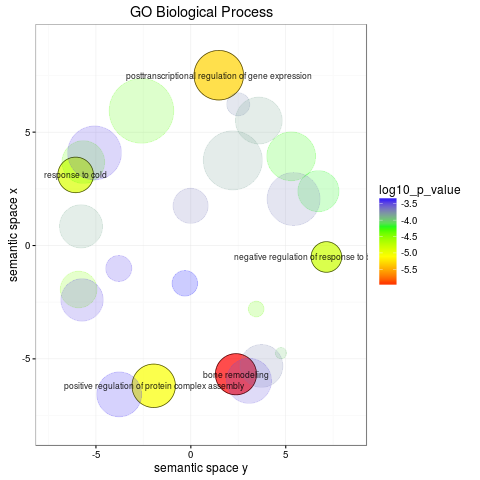 GO Biological Process
posttranscriptional regulation of gene expression
response to cold
negative regulation of response to
bone remodeling
positive regulation of protein complex assembly
5
0
-5
-5
0
5
semantic space x
semantic space y
log10_p_value
-3.5
-4.0
-4.5
-5.0
-5.5